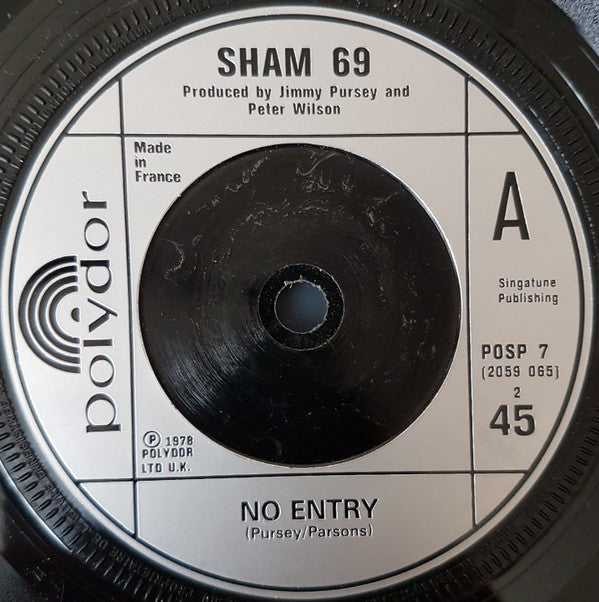 SHAM 69
Produced by Jimmy Pursey and
Peter Wilson
Made
in
France
polydor
A
Singatune
Publishing
POSP 7
(2059 065)
2
45
Ⓟ 1978
POLYDOR
LTD U.K.
NO ENTRY
(Pursey/Parsons)